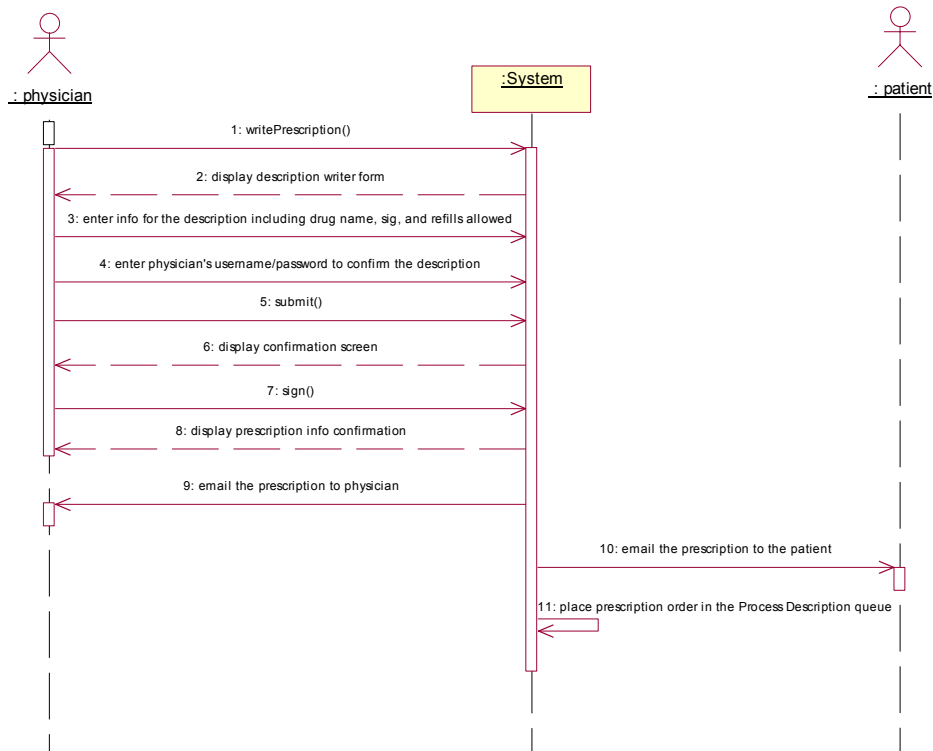 : physician
:System
: patient
1: writePrescription()
2: display description writer form
3: enter info for the description including drug name, sig, and refills allowed
4: enter physician's username/password to confirm the description
5: submit()
6: display confirmation screen
7: sign()
8: display prescription info confirmation
9: email the prescription to physician
10: email the prescription to the patient
11: place prescription order in the Process Description queue